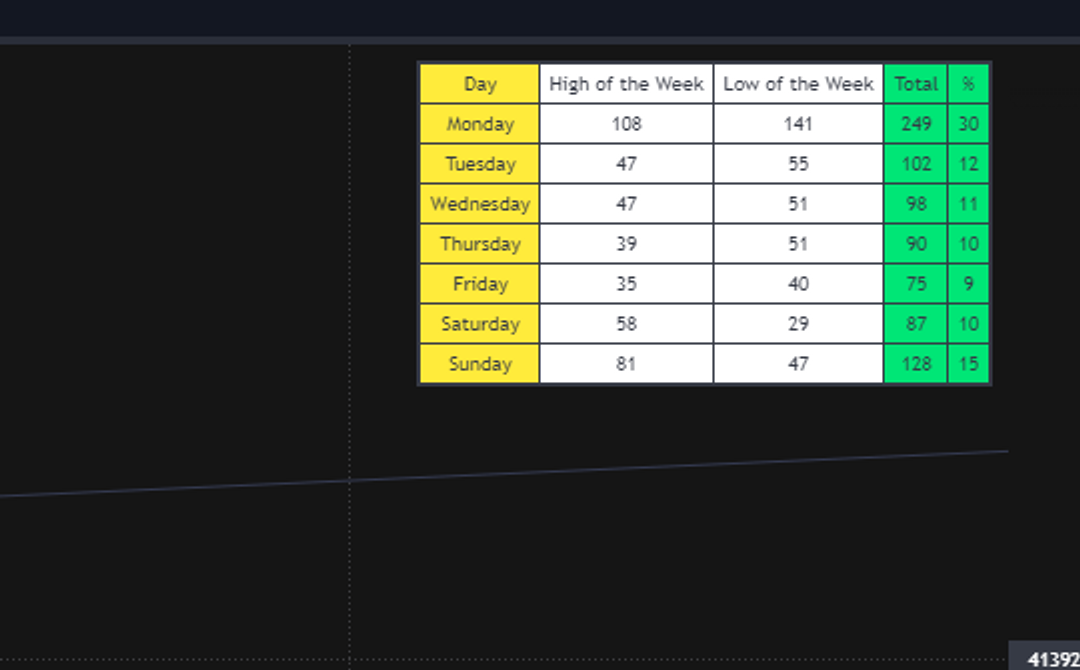 Day High of the Week Low of the Week Total %
Monday 108 141 249 30
Tuesday 47 55 102 12
Wednesday 47 51 98 11
Thursday 39 51 90 10
Friday 35 40 75 9
Saturday 58 29 87 10
Sunday 81 47 128 15
41392